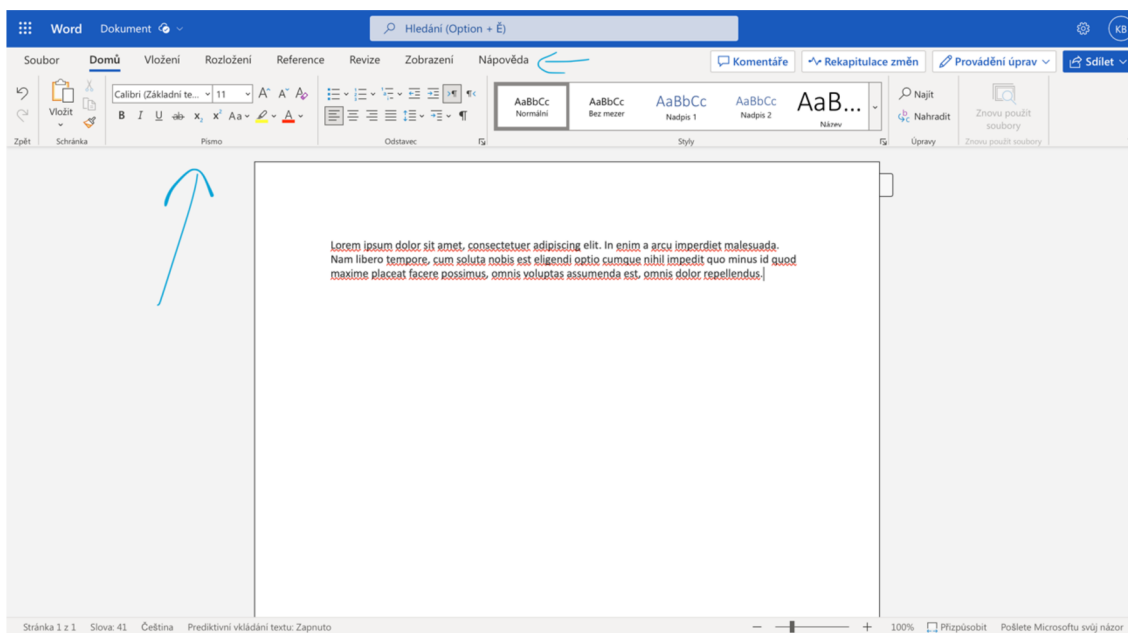 Word Dokument Hledání (Option + Ě) KB
Soubor Domů Vložení Rozložení Reference Revize Zobrazení Nápověda Komentáře Rekapitulace změn Provádění úprav Sdílet
Vložit Calibri (Základní te... 11 A^ A˅ A
B I U ab x₂ x² Aa A
AaBbCc AaBbCc AaBbCc AaBbCc AaB...
Normální Bez mezer Nadpis 1 Nadpis 2 Název
Najít
Nahradit
Znovu použít
soubory
Zpět Schránka Písmo Odstavec Styly Úpravy Znovu použít soubory
Lorem ipsum dolor sit amet, consectetuer adipiscing elit. In enim a arcu imperdiet malesuada.
Nam libero tempore, cum soluta nobis est eligendi optio cumque nihil impedit quo minus id quod
maxime placeat facere possimus, omnis voluptas assumenda est, omnis dolor repellendus.
Stránka 1 z 1 Slova: 41 Čeština Prediktivní vkládání textu: Zapnuto 100% Přizpůsobit Pošlete Microsoftu svůj názor